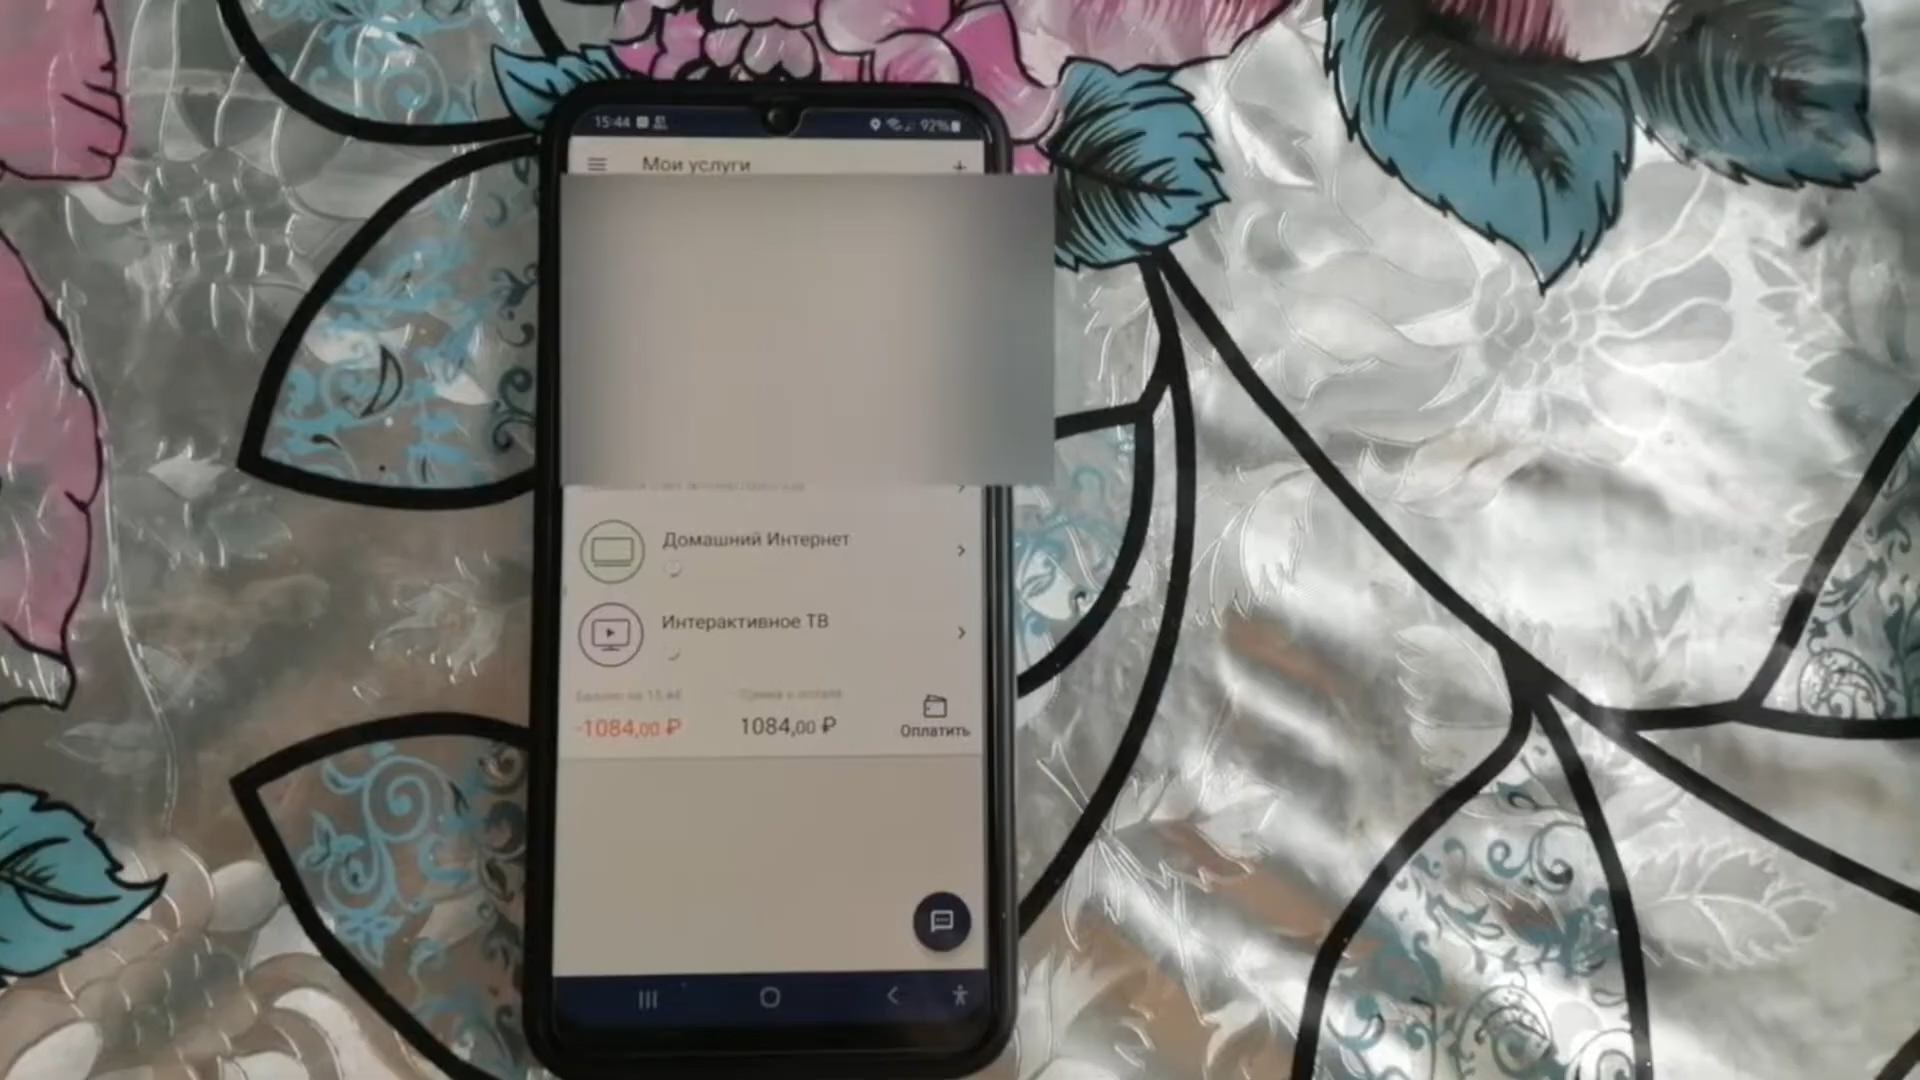 15:44 92%
Мои услуги
Домашний Интернет
Интерактивное ТВ
-1084,00 ₽ 1084,00 ₽ Оплатить